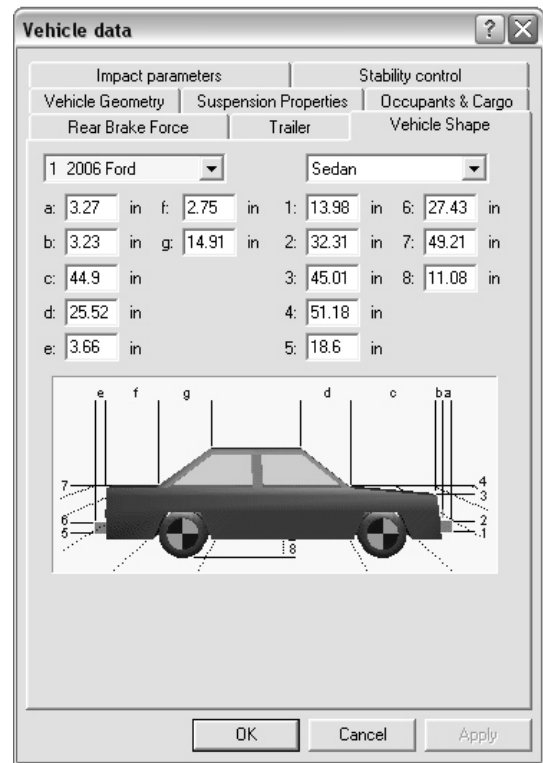 Vehicle data
Impact parameters Stability control
Vehicle Geometry Suspension Properties Occupants & Cargo
Rear Brake Force Trailer Vehicle Shape
1 2006 Ford Sedan
a: 3.27 in f: 2.75 in 1: 13.98 in 6: 27.43 in
b: 3.23 in g: 14.91 in 2: 32.31 in 7: 49.21 in
c: 44.9 in 3: 45.01 in 8: 11.08 in
d: 25.52 in 4: 51.18 in
e: 3.66 in 5: 18.6 in
e f g d c b a
7 4
3
6 2
5 1
8
OK Cancel Apply